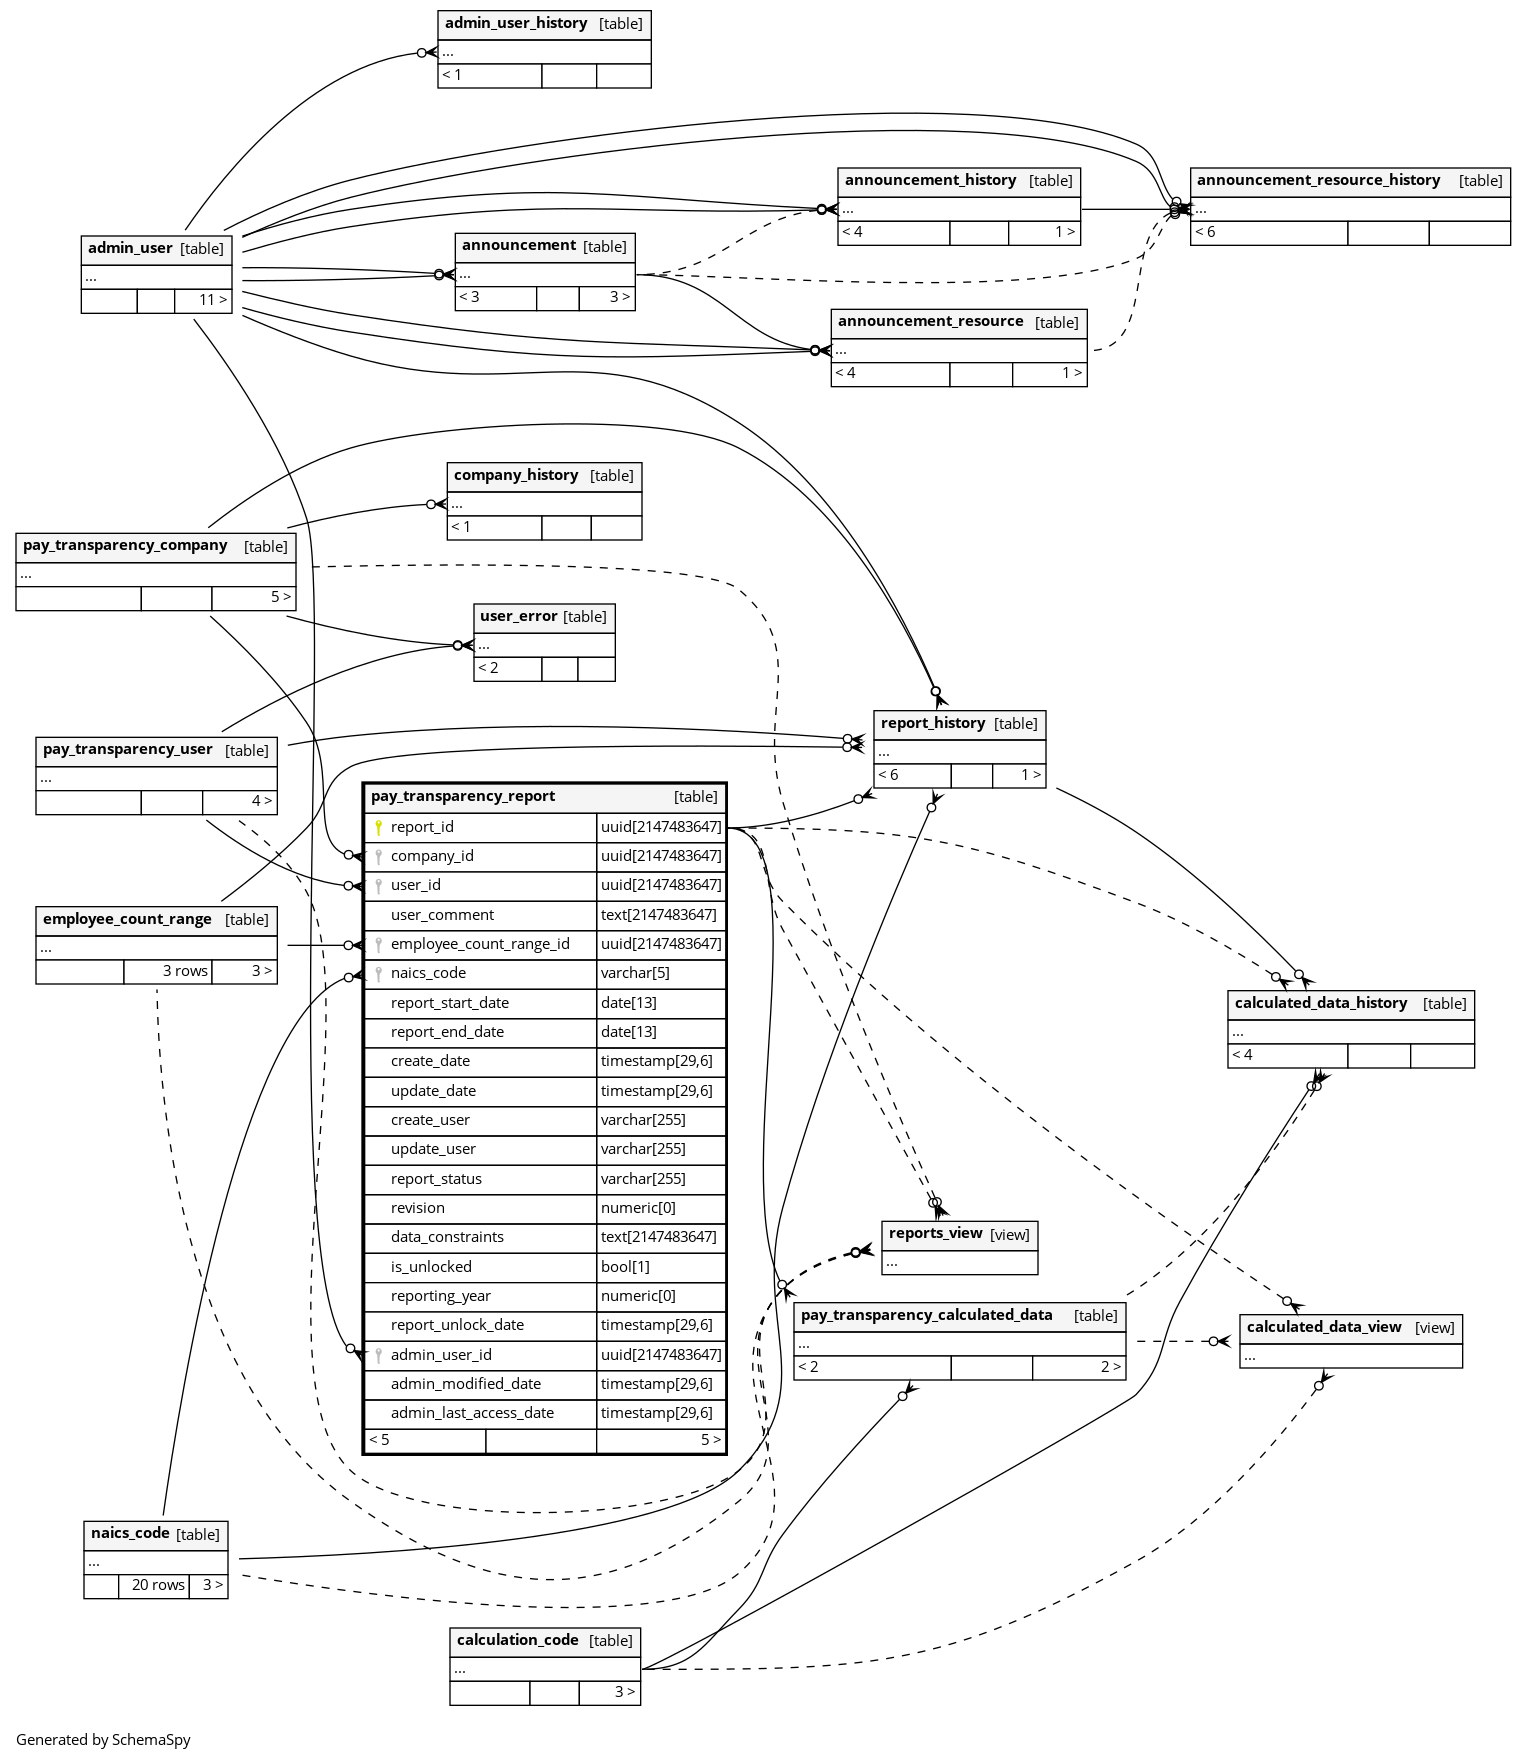 admin_user_history [table]
...
< 1
announcement_history [table]
...
< 4 1 >
announcement_resource_history [table]
...
< 6
admin_user [table]
...
11 >
announcement [table]
...
< 3 3 >
announcement_resource [table]
...
< 4 1 >
company_history [table]
...
< 1
pay_transparency_company [table]
...
5 >
user_error [table]
...
< 2
report_history [table]
...
< 6 1 >
pay_transparency_user [table]
...
4 >
pay_transparency_report [table]
report_id uuid[2147483647]
company_id uuid[2147483647]
user_id uuid[2147483647]
user_comment text[2147483647]
employee_count_range_id uuid[2147483647]
naics_code varchar[5]
report_start_date date[13]
report_end_date date[13]
create_date timestamp[29,6]
update_date timestamp[29,6]
create_user varchar[255]
update_user varchar[255]
report_status varchar[255]
revision numeric[0]
data_constraints text[2147483647]
is_unlocked bool[1]
reporting_year numeric[0]
report_unlock_date timestamp[29,6]
admin_user_id uuid[2147483647]
admin_modified_date timestamp[29,6]
admin_last_access_date timestamp[29,6]
< 5 5 >
employee_count_range [table]
...
3 rows 3 >
calculated_data_history [table]
...
< 4
reports_view [view]
...
pay_transparency_calculated_data [table]
...
< 2 2 >
calculated_data_view [view]
...
naics_code [table]
...
20 rows 3 >
calculation_code [table]
...
3 >
Generated by SchemaSpy